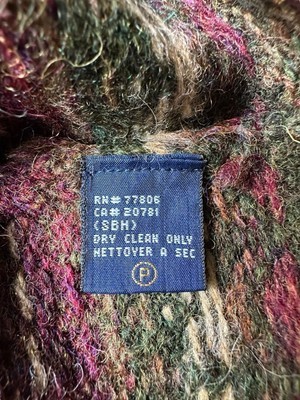 RN# 77806
CA# 20781
(SBH)
DRY CLEAN ONLY
NETTOYER A SEC
P